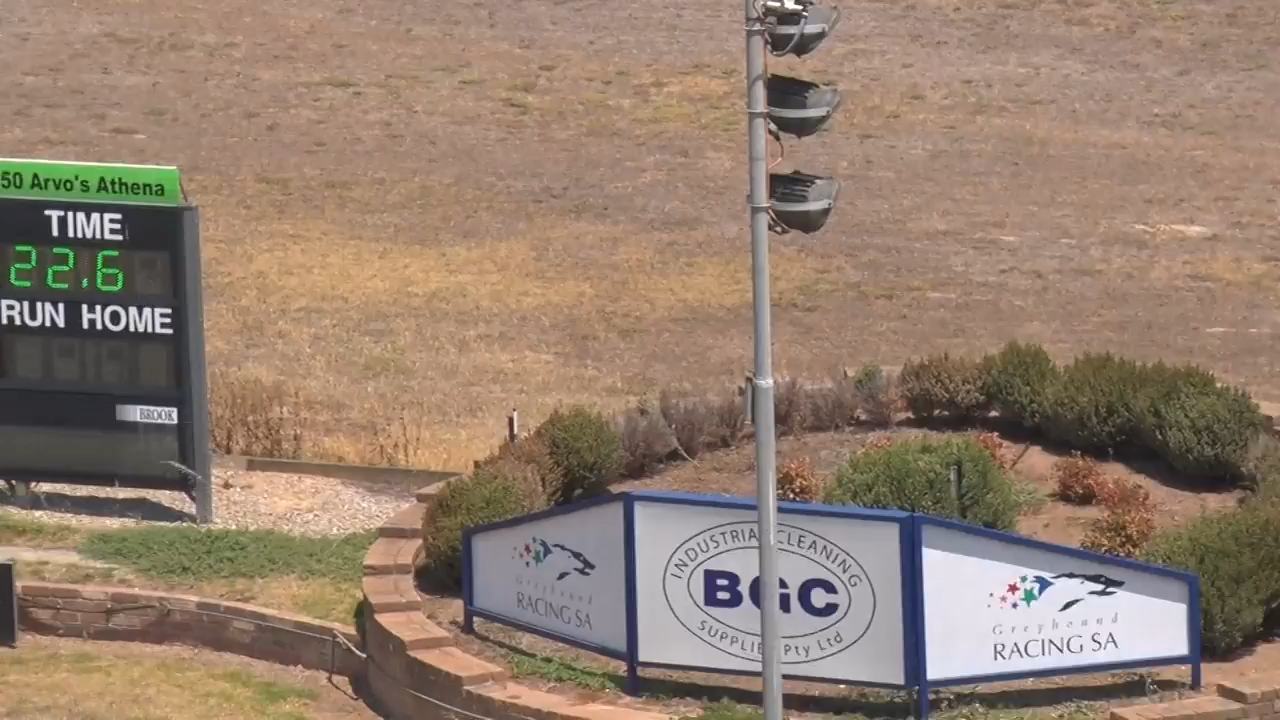 50 Arvo's Athena
TIME
22.6
RUN HOME
BROOK
Greyhound
RACING SA
INDUSTRIAL CLEANING
BGC
SUPPLIES Pty Ltd
Greyhound
RACING SA